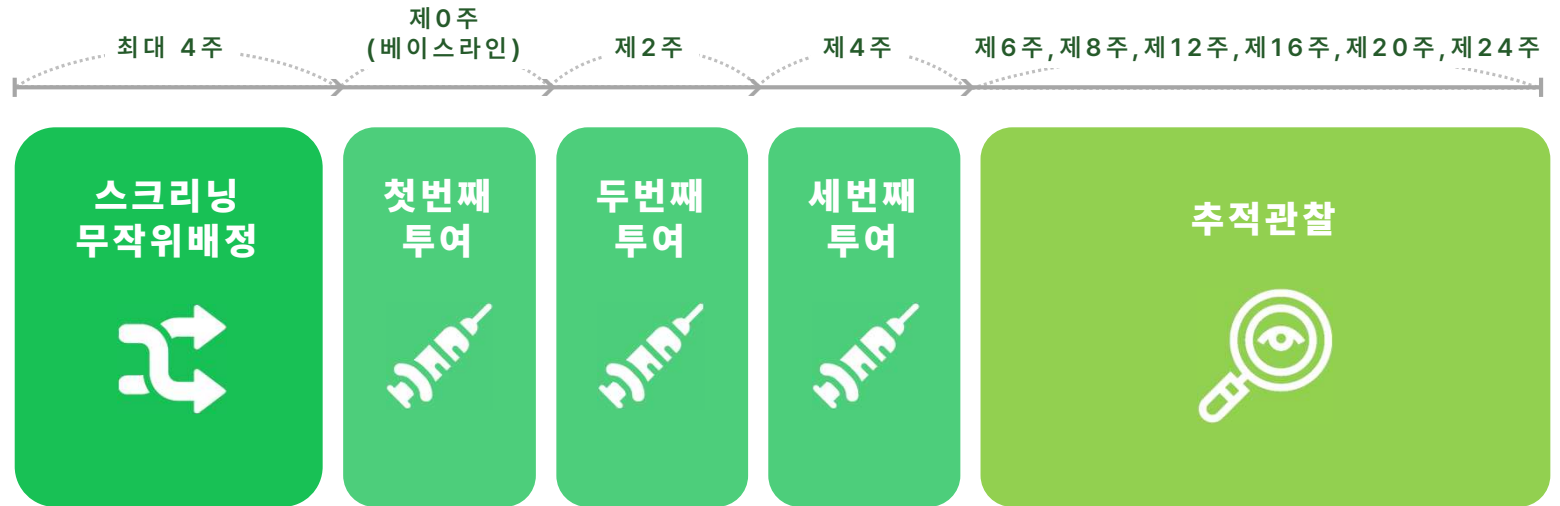 최대 4주
제0주
(베이스라인)
제2주
제4주
제6주,제8주,제12주,제16주,제20주,제24주
스크리닝
무작위배정
첫번째
투여
두번째
투여
세번째
투여
추적관찰